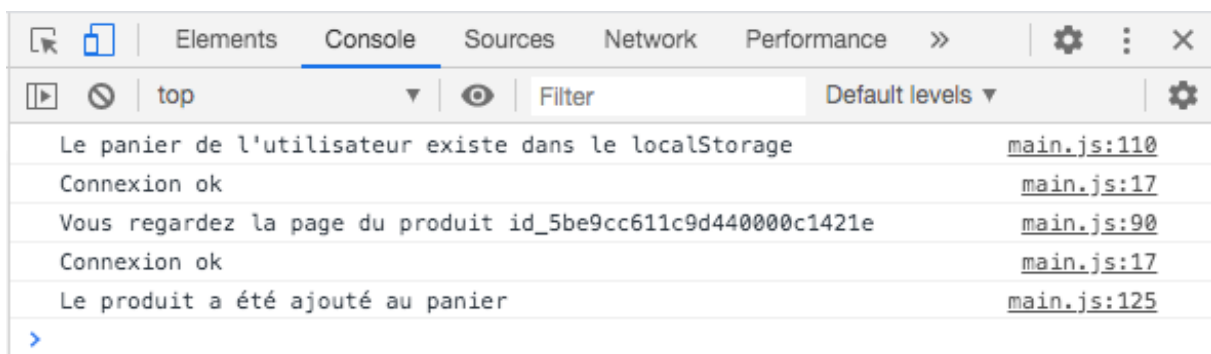 Elements Console Sources Network Performance »
top Filter Default levels
Le panier de l'utilisateur existe dans le localStorage main.js:110
Connexion ok main.js:17
Vous regardez la page du produit id_5be9cc611c9d440000c1421e main.js:90
Connexion ok main.js:17
Le produit a été ajouté au panier main.js:125
>